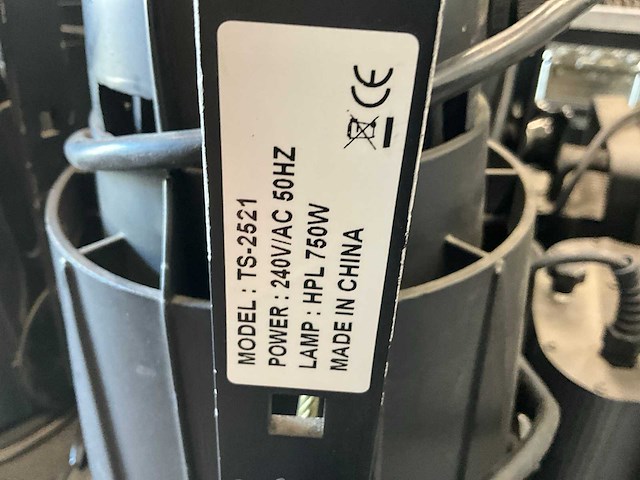 MODEL : TS-2521
POWER : 240V/AC 50HZ
LAMP : HPL 750W
MADE IN CHINA
CE